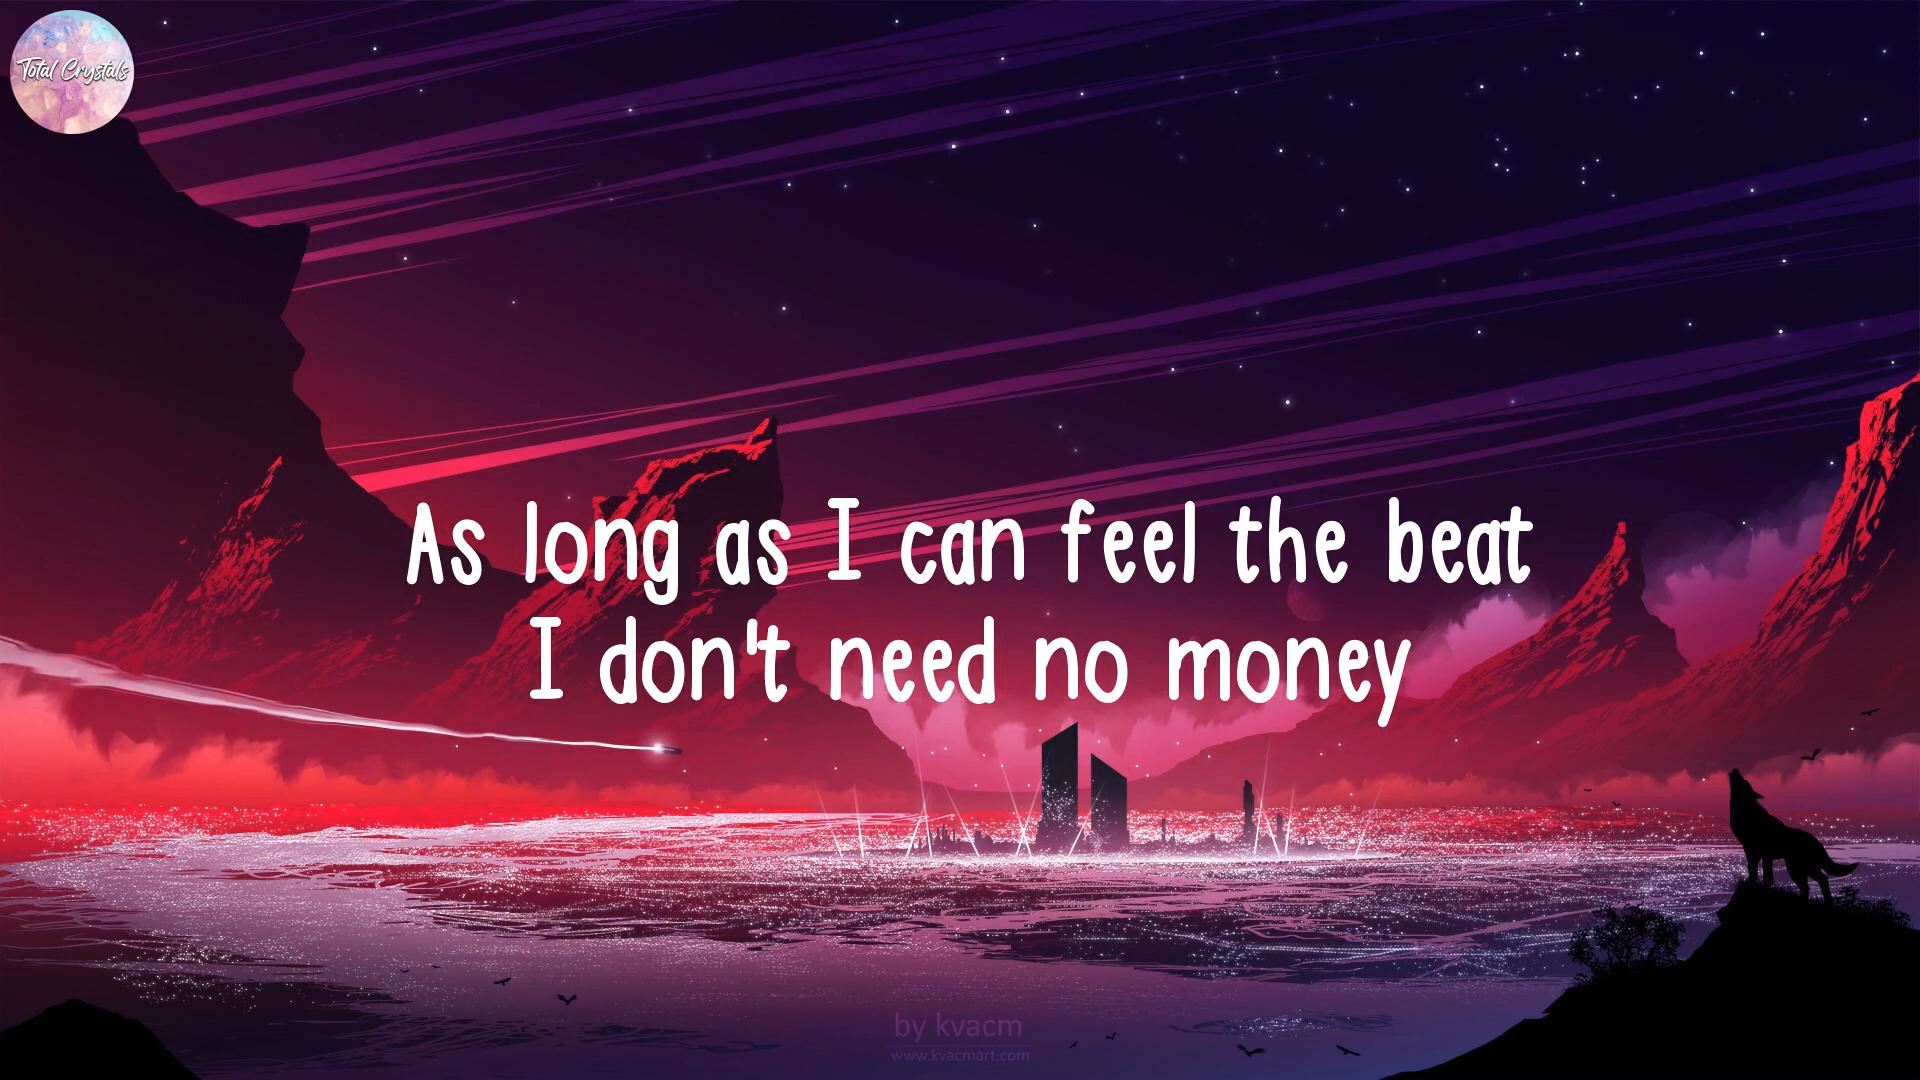 Total Crystals
As long as I can feel the beat
I don't need no money
by kvacm
www.kvacmart.com